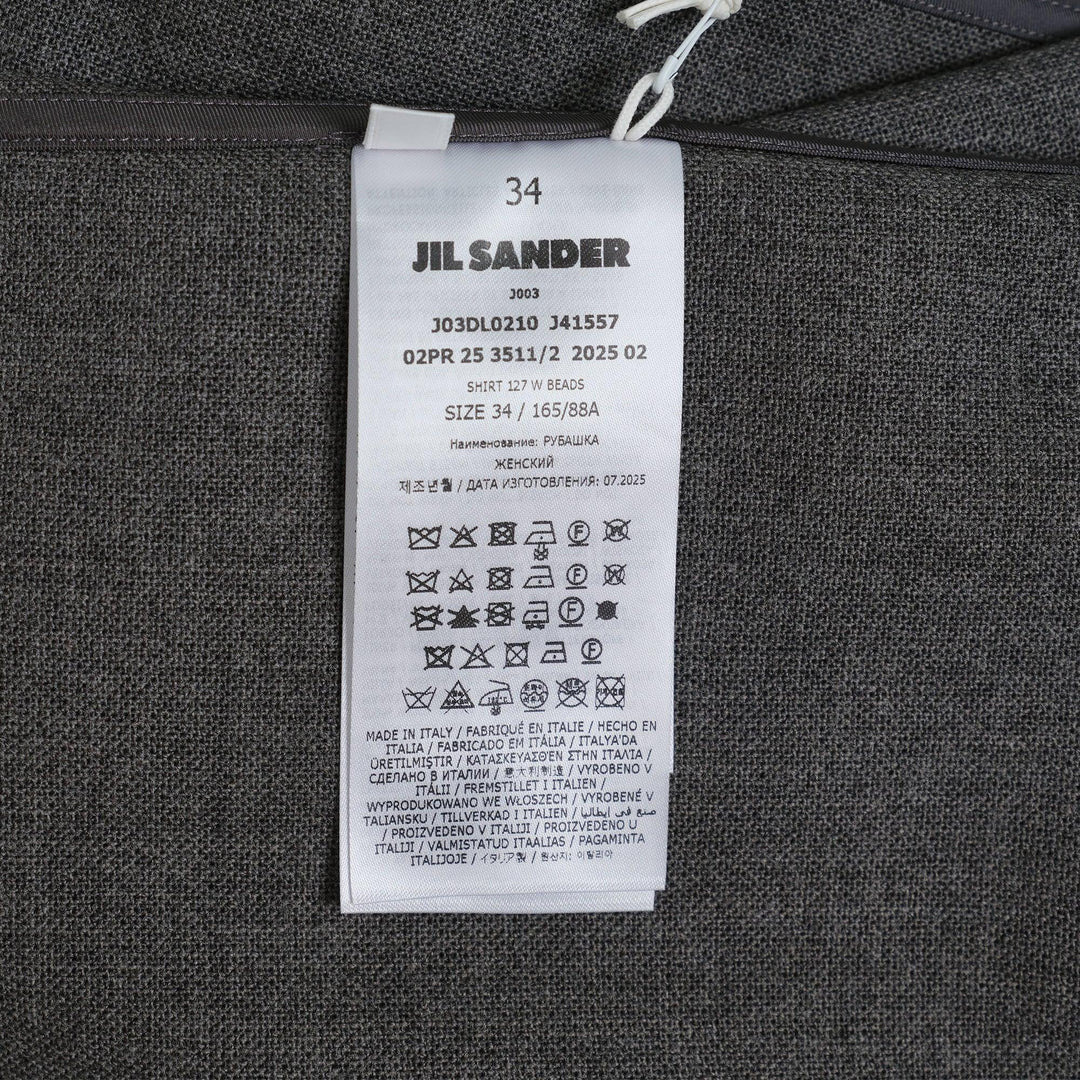 34
JIL SANDER
J003
J03DL0210 J41557
02PR 25 3511/2 2025 02
SHIRT 127 W BEADS
SIZE 34 / 165/88A
Наименование: РУБАШКА
ЖЕНСКИЙ
제조년월 / ДАТА ИЗГОТОВЛЕНИЯ: 07.2025
MADE IN ITALY / FABRIQUÉ EN ITALIE / HECHO EN
ITALIA / FABRICADO EM ITÁLIA / ITALYA'DA
ÜRETILMIŞTIR / ΚΑΤΑΣΚΕΥΑΣΘΕΝ ΣΤΗΝ ΙΤΑΛΙΑ /
СДЕЛАНО В ИТАЛИИ / 意大利制造 / VYROBENO V
ITÁLII / FREMSTILLET I ITALIEN /
WYPRODUKOWANO WE WŁOSZECH / VYROBENÉ V
TALIANSKU / TILLVERKAD I ITALIEN / صنع في إيطاليا
/ PROIZVEDENO V ITALIJI / PROIZVEDENO U
ITALIJI / VALMISTATUD ITAALIAS / PAGAMINTA
ITALIJOJE / イタリア製 / 원산지: 이탈리아